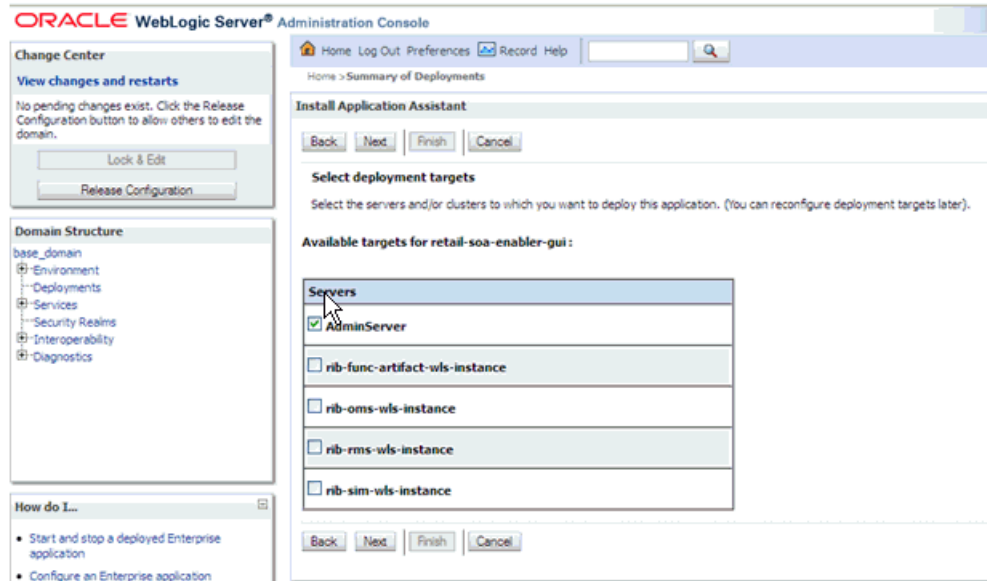 ORACLE WebLogic Server® Administration Console
Change Center
View changes and restarts
No pending changes exist. Click the Release
Configuration button to allow others to edit the
domain.
Lock & Edit
Release Configuration
Domain Structure
base_domain
Environment
Deployments
Services
Security Realms
Interoperability
Diagnostics
How do I...
Start and stop a deployed Enterprise
application
Configure an Enterprise application
Home Log Out Preferences Record Help
Home >Summary of Deployments
Install Application Assistant
Back Next Finish Cancel
Select deployment targets
Select the servers and/or clusters to which you want to deploy this application. (You can reconfigure deployment targets later).
Available targets for retail-soa-enabler-gui :
Servers
AdminServer
rib-func-artifact-wls-instance
rib-oms-wls-instance
rib-rms-wls-instance
rib-sim-wls-instance
Back Next Finish Cancel